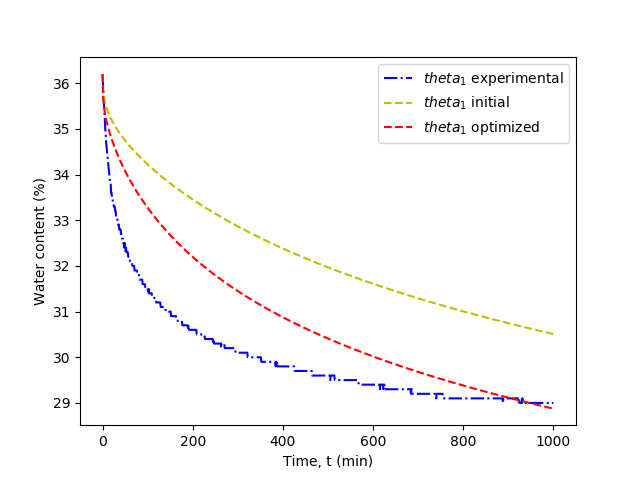 theta₁ experimental
theta₁ initial
theta₁ optimized
Water content (%)
36
35
34
33
32
31
30
29
0 200 400 600 800 1000
Time, t (min)